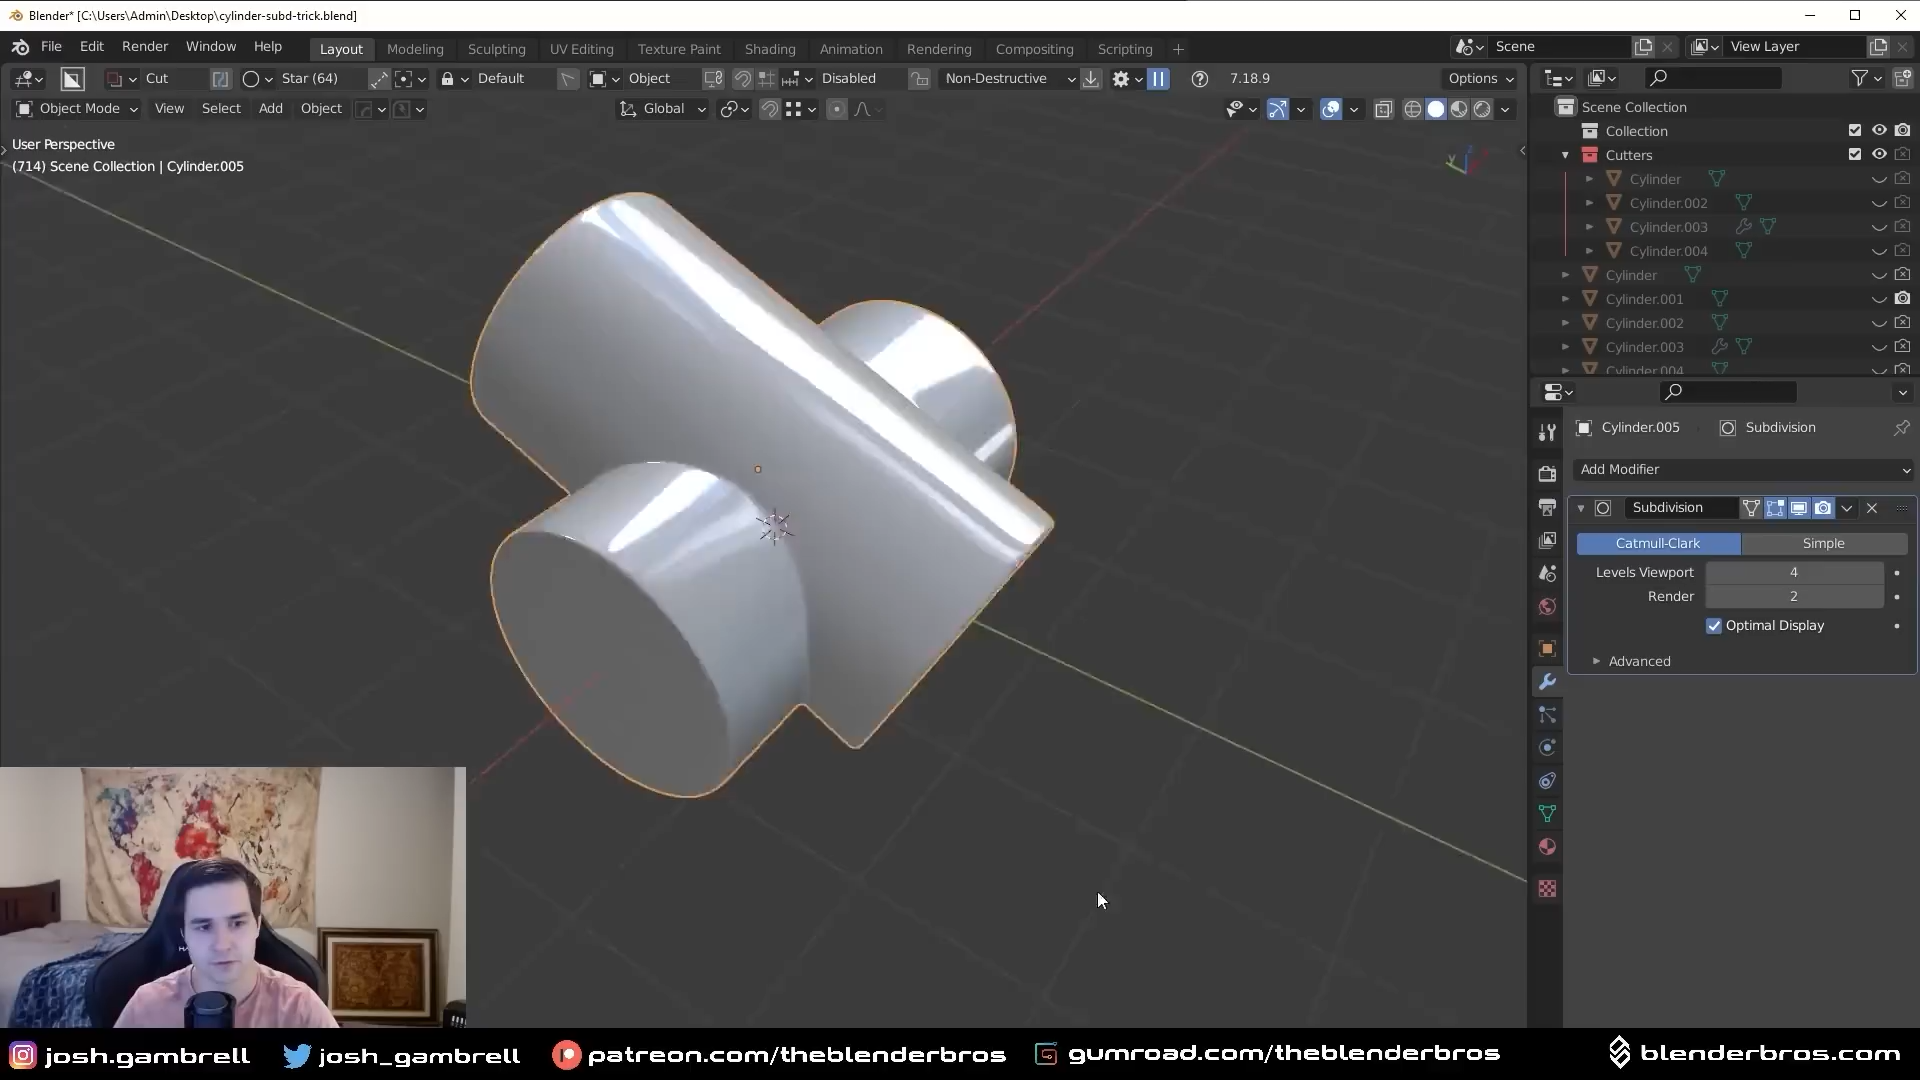 Blender* [C:\Users\Admin\Desktop\cylinder-subd-trick.blend]
File Edit Render Window Help Layout Modeling Sculpting UV Editing Texture Paint Shading Animation Rendering Compositing Scripting + Scene View Layer
Cut Star (64) Default Object Disabled Non-Destructive 7.18.9 Options
Object Mode View Select Add Object Global
User Perspective
(714) Scene Collection | Cylinder.005
Scene Collection
Collection
Cutters
Cylinder
Cylinder.002
Cylinder.003
Cylinder.004
Cylinder
Cylinder.001
Cylinder.002
Cylinder.003
Cylinder.004
Cylinder.005 Subdivision
Add Modifier
Subdivision
Catmull-Clark Simple
Levels Viewport 4
Render 2
Optimal Display
Advanced
josh.gambrell josh_gambrell patreon.com/theblenderbros gumroad.com/theblenderbros blenderbros.com